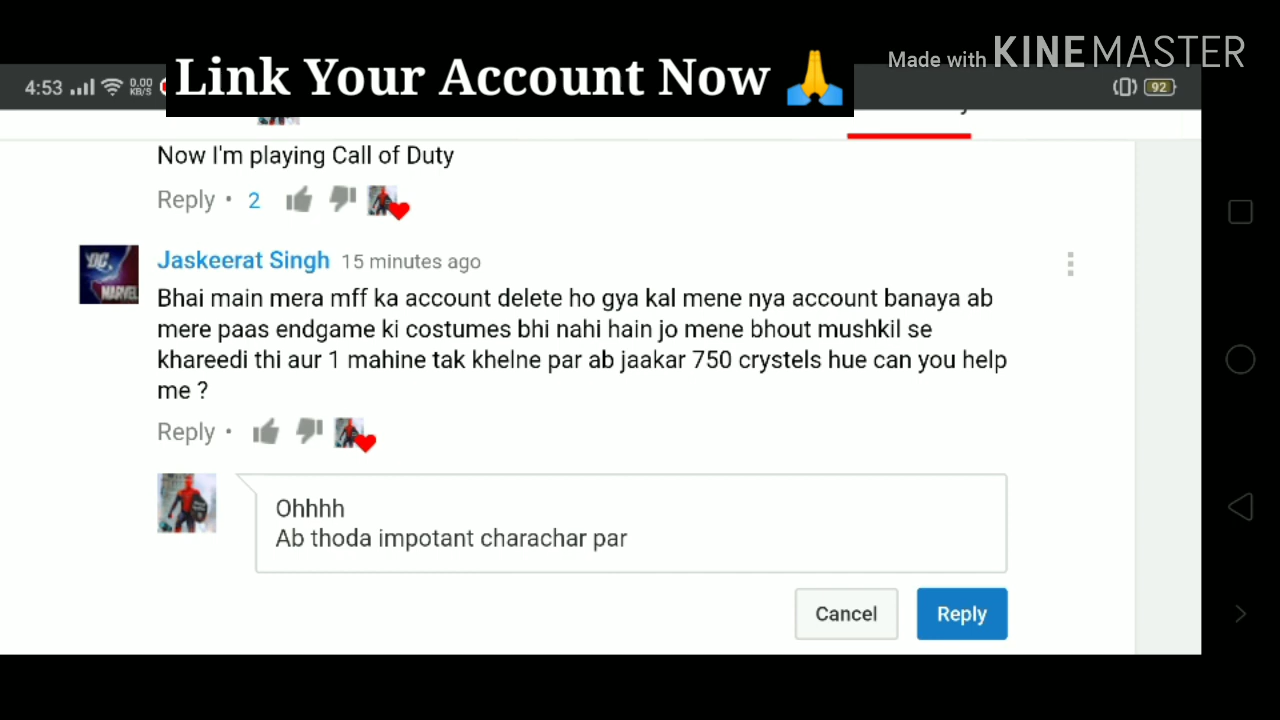 Made with KINEMASTER
Link Your Account Now 🙏
4:53 0.00 KB/S 92
Now I'm playing Call of Duty
Reply • 2
DC MARVEL
Jaskeerat Singh 15 minutes ago
Bhai main mera mff ka account delete ho gya kal mene nya account banaya ab
mere paas endgame ki costumes bhi nahi hain jo mene bhout mushkil se
khareedi thi aur 1 mahine tak khelne par ab jaakar 750 crystels hue can you help
me ?
Reply •
Ohhhh
Ab thoda impotant charachar par
Cancel Reply